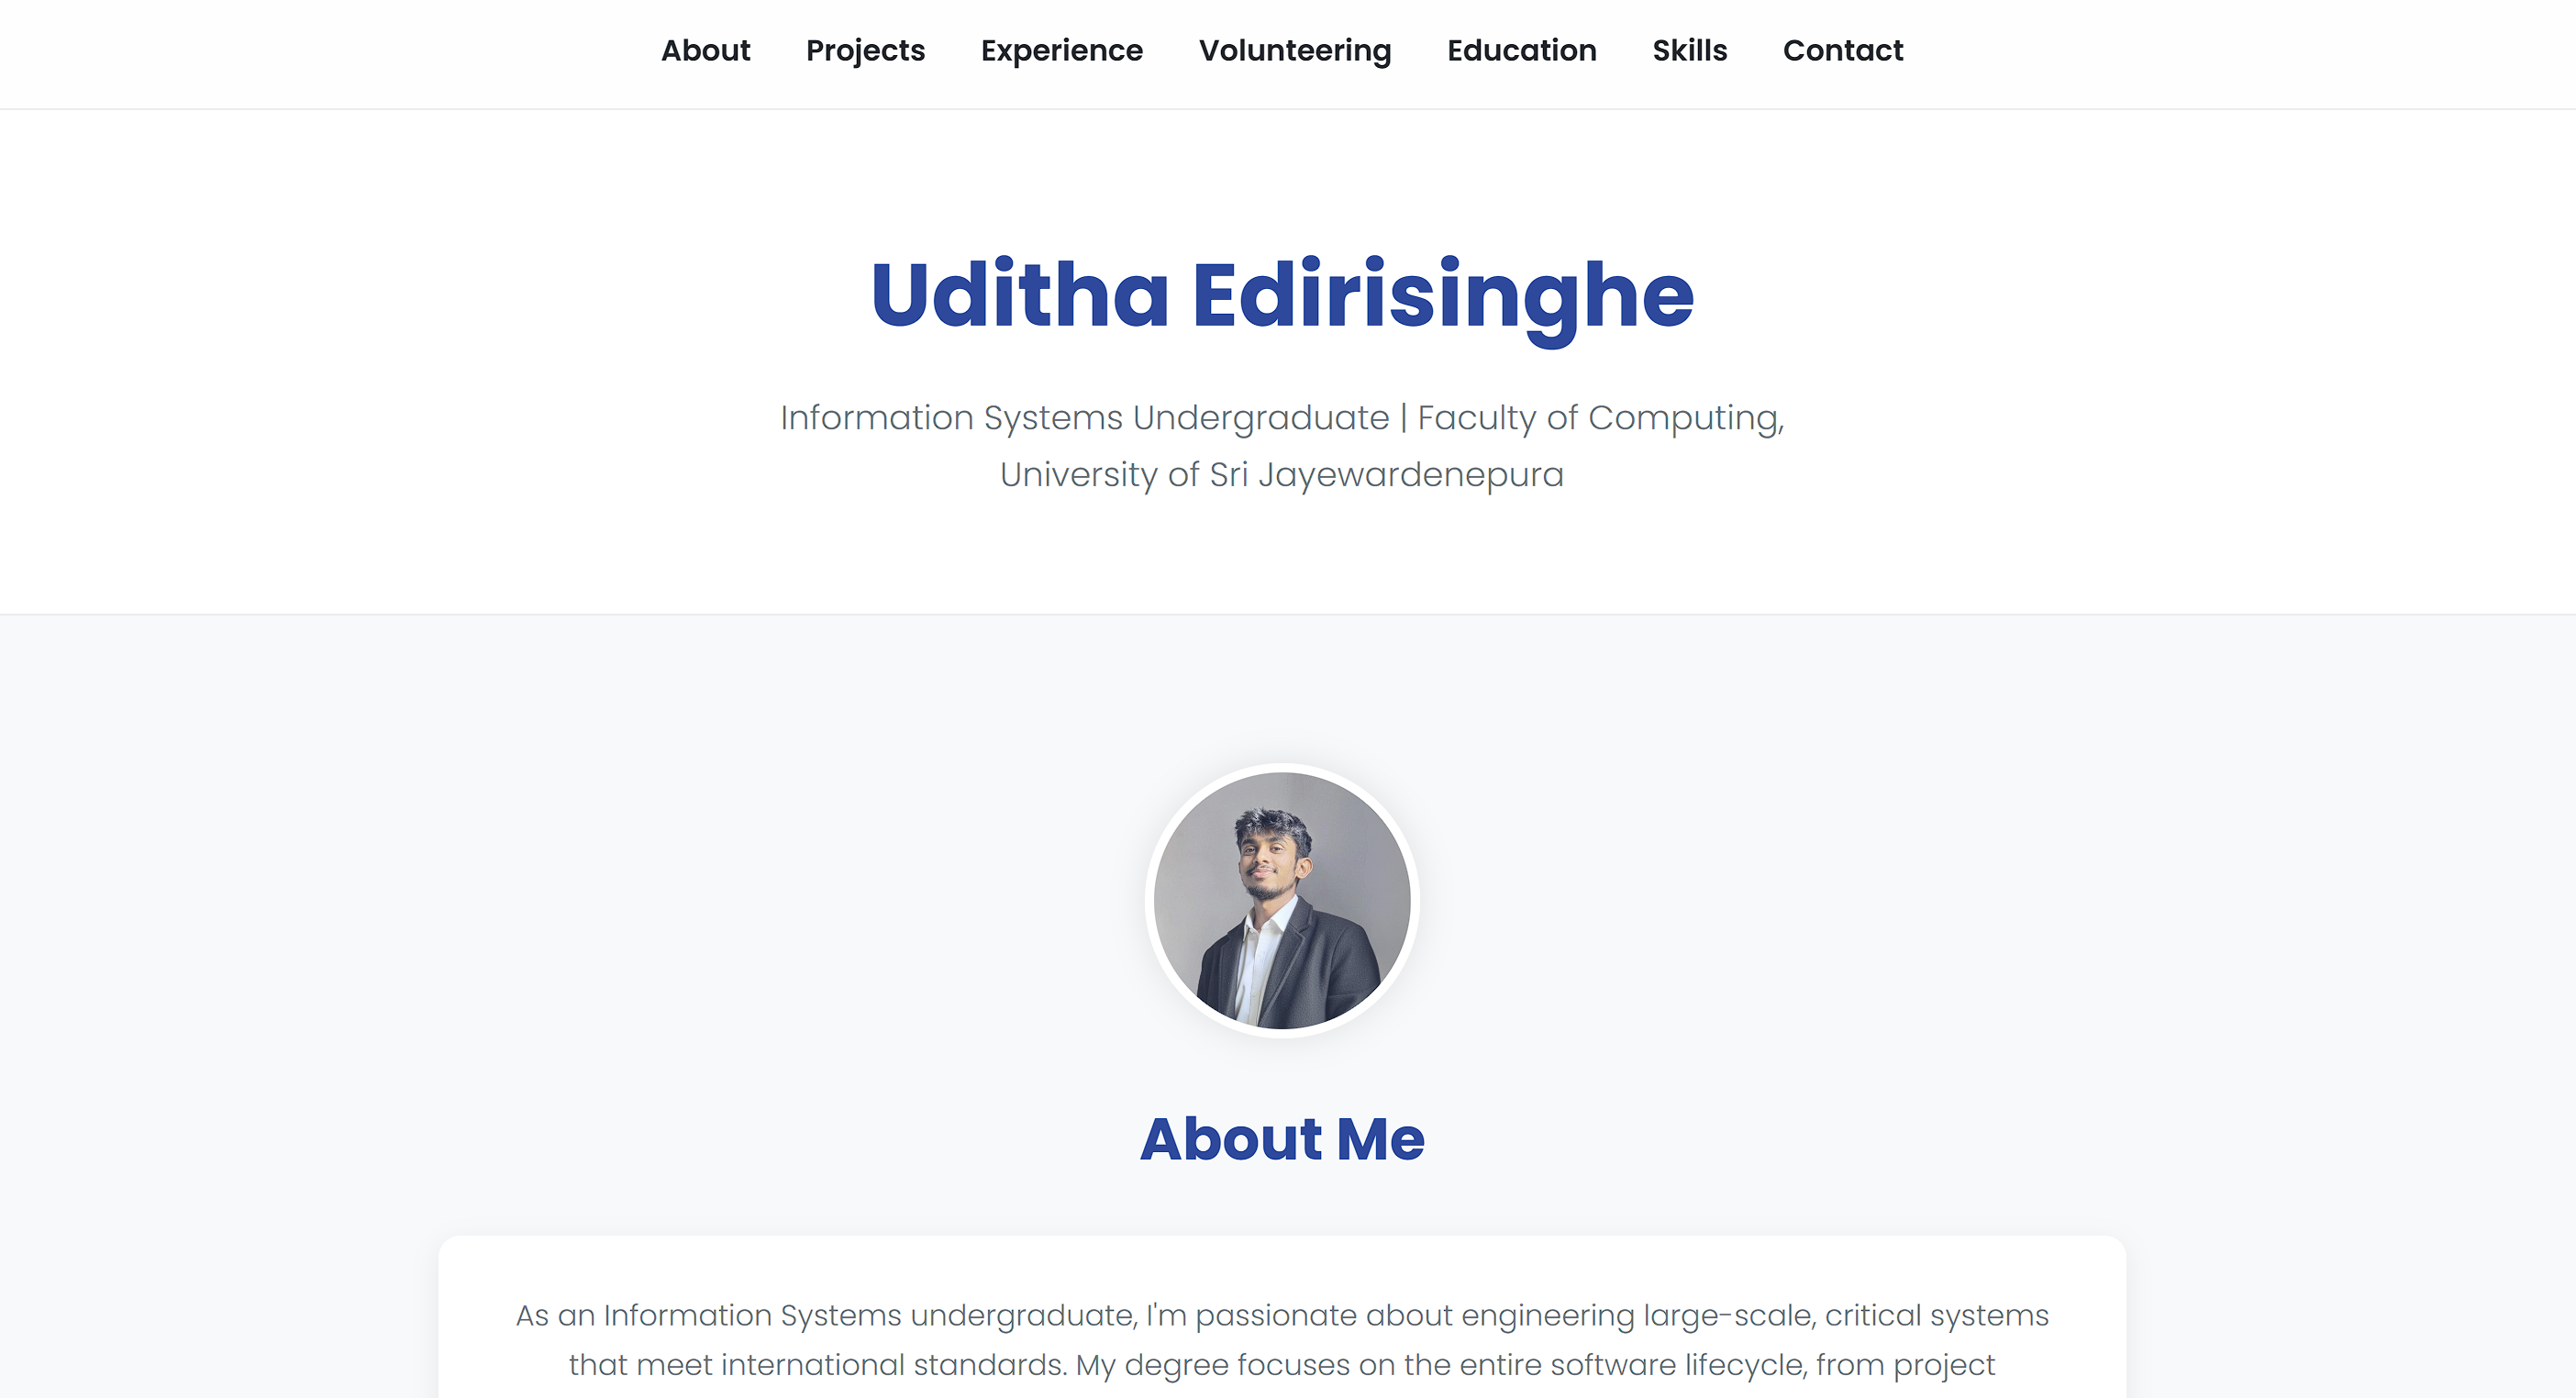 About Projects Experience Volunteering Education Skills Contact
Uditha Edirisinghe
Information Systems Undergraduate | Faculty of Computing,
University of Sri Jayewardenepura
About Me
As an Information Systems undergraduate, I'm passionate about engineering large-scale, critical systems
that meet international standards. My degree focuses on the entire software lifecycle, from project